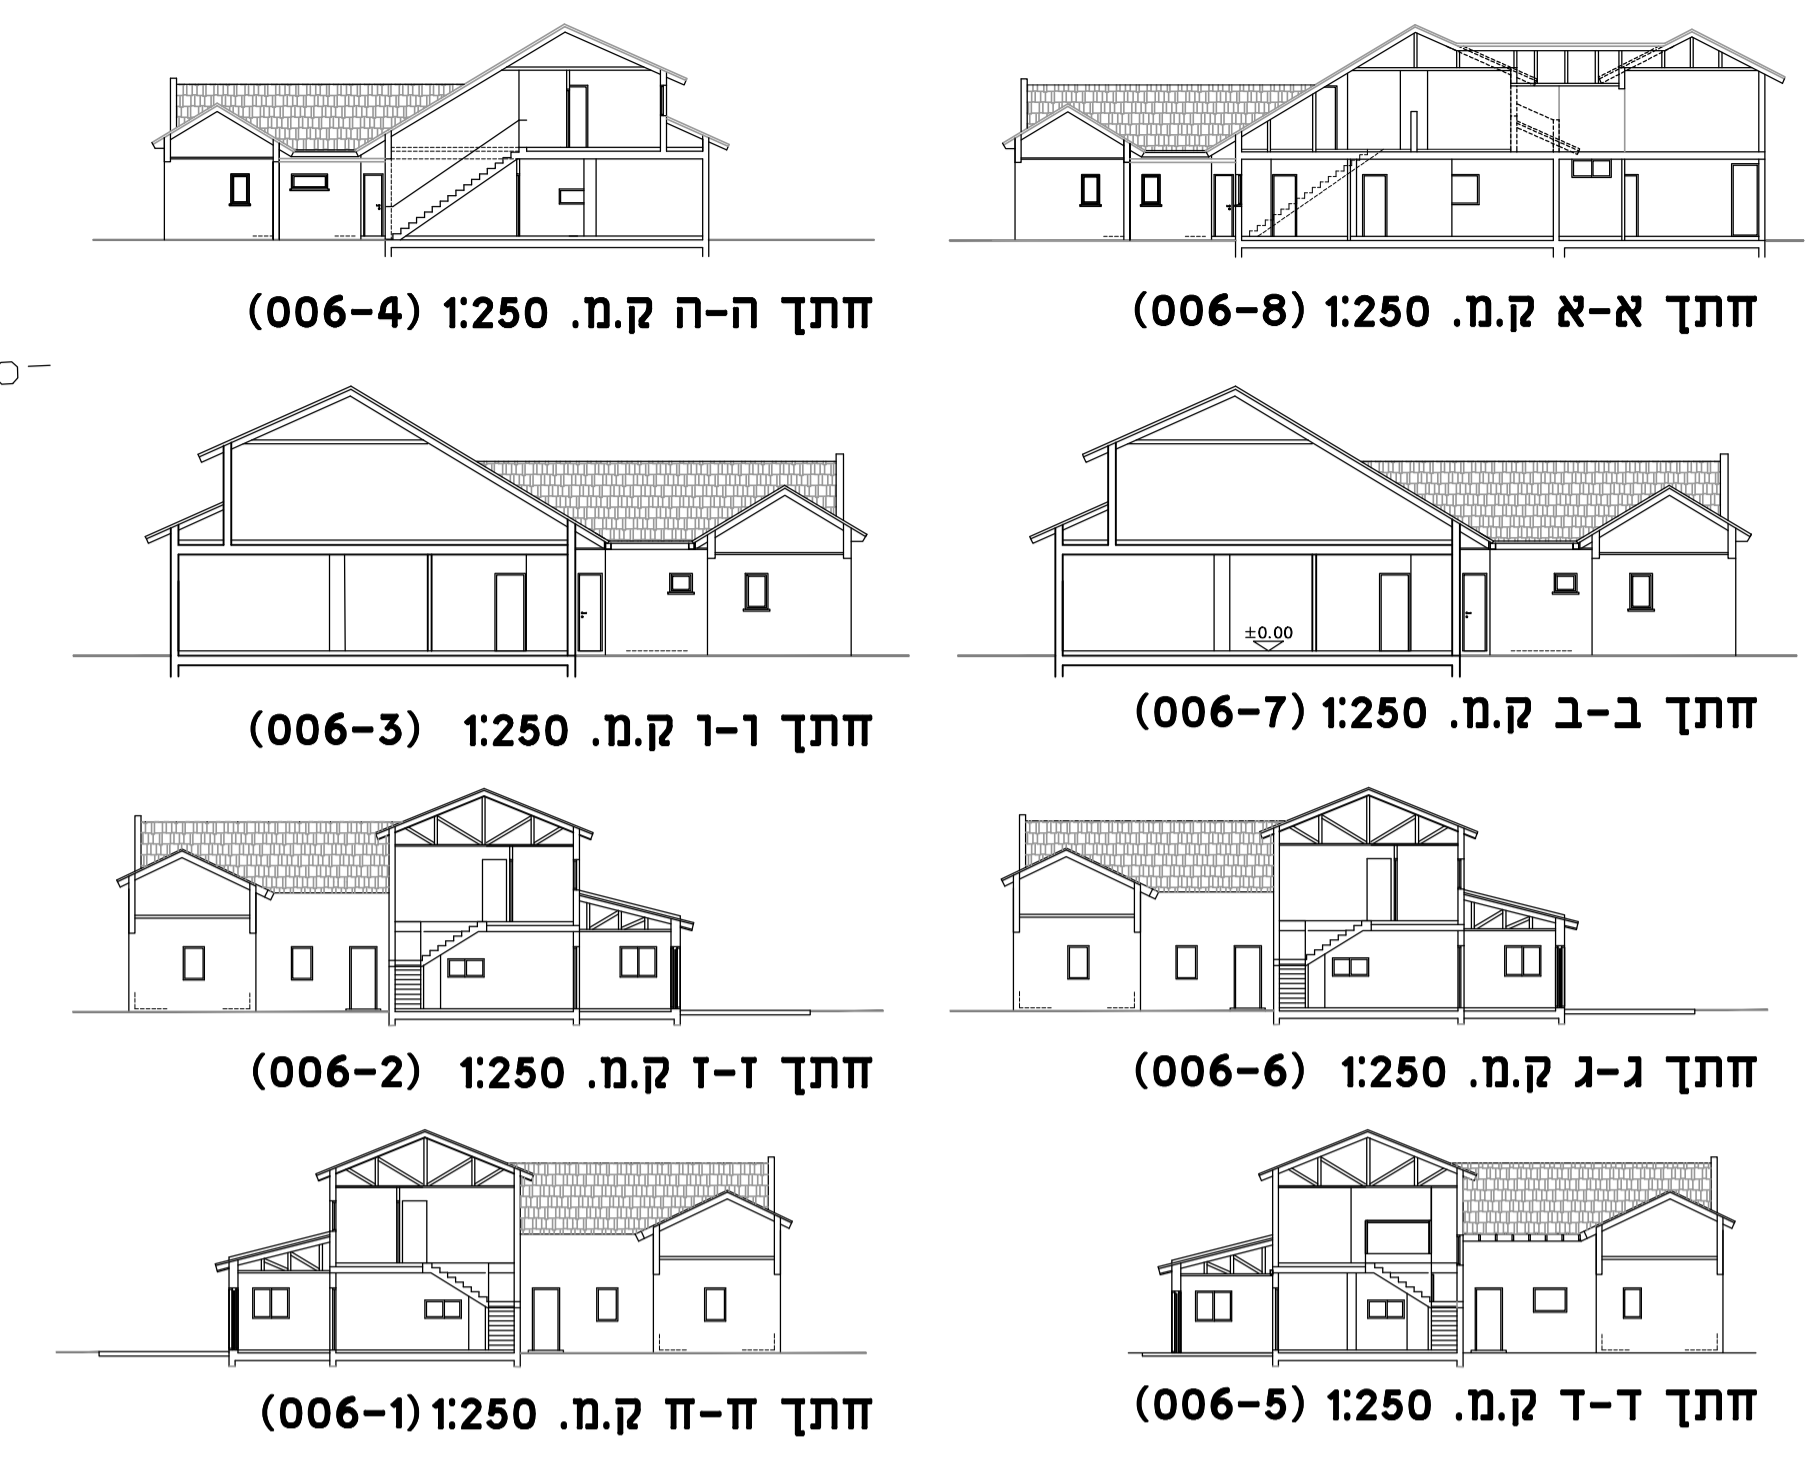 חתך א-א ק.מ. 1:250 (006-8)
חתך ה-ה ק.מ. 1:250 (006-4)
±0.00
חתך ב-ב ק.מ. 1:250 (006-7)
חתך ו-ו ק.מ. 1:250 (006-3)
חתך ג-ג ק.מ. 1:250 (006-6)
חתך ז-ז ק.מ. 1:250 (006-2)
חתך ד-ד ק.מ. 1:250 (006-5)
חתך ח-ח ק.מ. 1:250 (006-1)